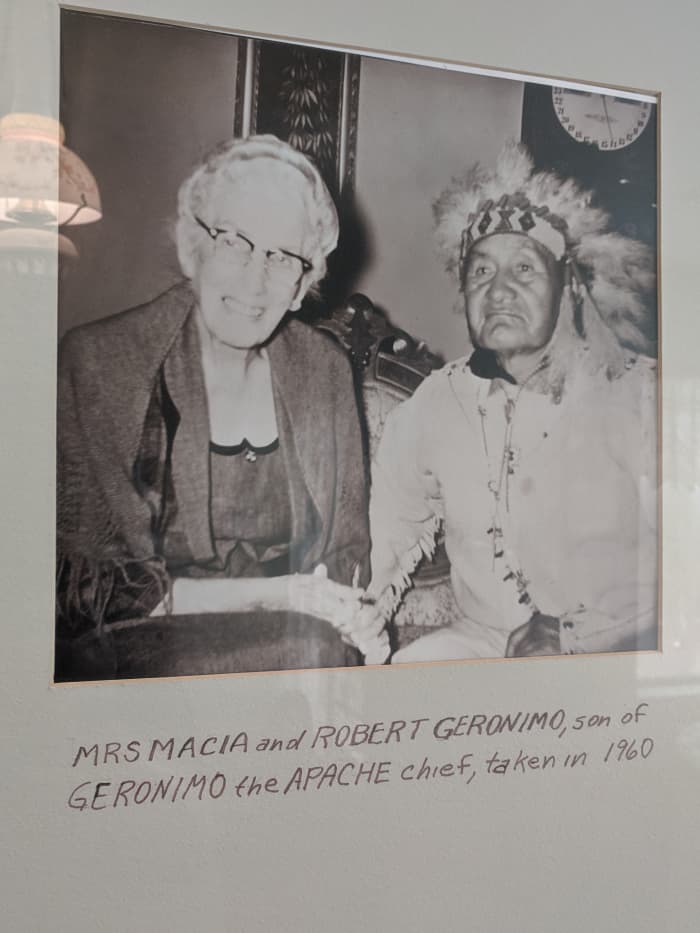 MRS MACIA and ROBERT GERONIMO, son of
GERONIMO the APACHE chief, taken in 1960